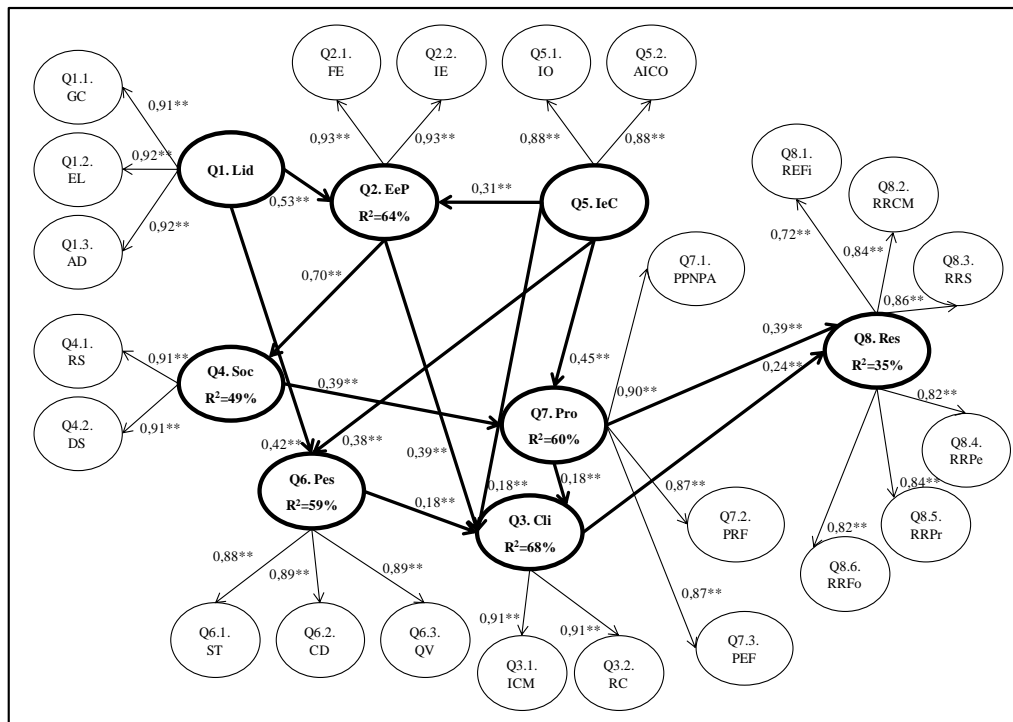 Q2.1.
FE
Q2.2.
IE
Q5.1.
IO
Q5.2.
AICO
Q1.1.
GC
0,91**
0,93**
0,93**
0,88**
0,88**
Q1.2.
EL
0,92**
Q1. Lid
0,53**
Q2. EeP
R²=64%
0,31**
Q5. IeC
Q8.1.
REFi
Q8.2.
RRCM
Q1.3.
AD
0,92**
0,72**
0,84**
Q8.3.
RRS
0,86**
Q7.1.
PPNPA
0,70**
Q4.1.
RS
0,91**
Q4. Soc
R²=49%
0,39**
0,45**
0,39**
0,24**
Q8. Res
R²=35%
Q4.2.
DS
0,91**
Q7. Pro
R²=60%
0,90**
0,82**
Q8.4.
RRPe
0,42**
0,38**
0,39**
Q6. Pes
R²=59%
0,18**
0,18**
0,18**
0,87**
0,84**
Q8.5.
RRPr
Q3. Cli
R²=68%
Q7.2.
PRF
0,82**
Q8.6.
RRFo
0,88**
0,89**
0,89**
0,87**
Q6.1.
ST
Q6.2.
CD
Q6.3.
QV
0,91**
0,91**
Q3.1.
ICM
Q3.2.
RC
Q7.3.
PEF